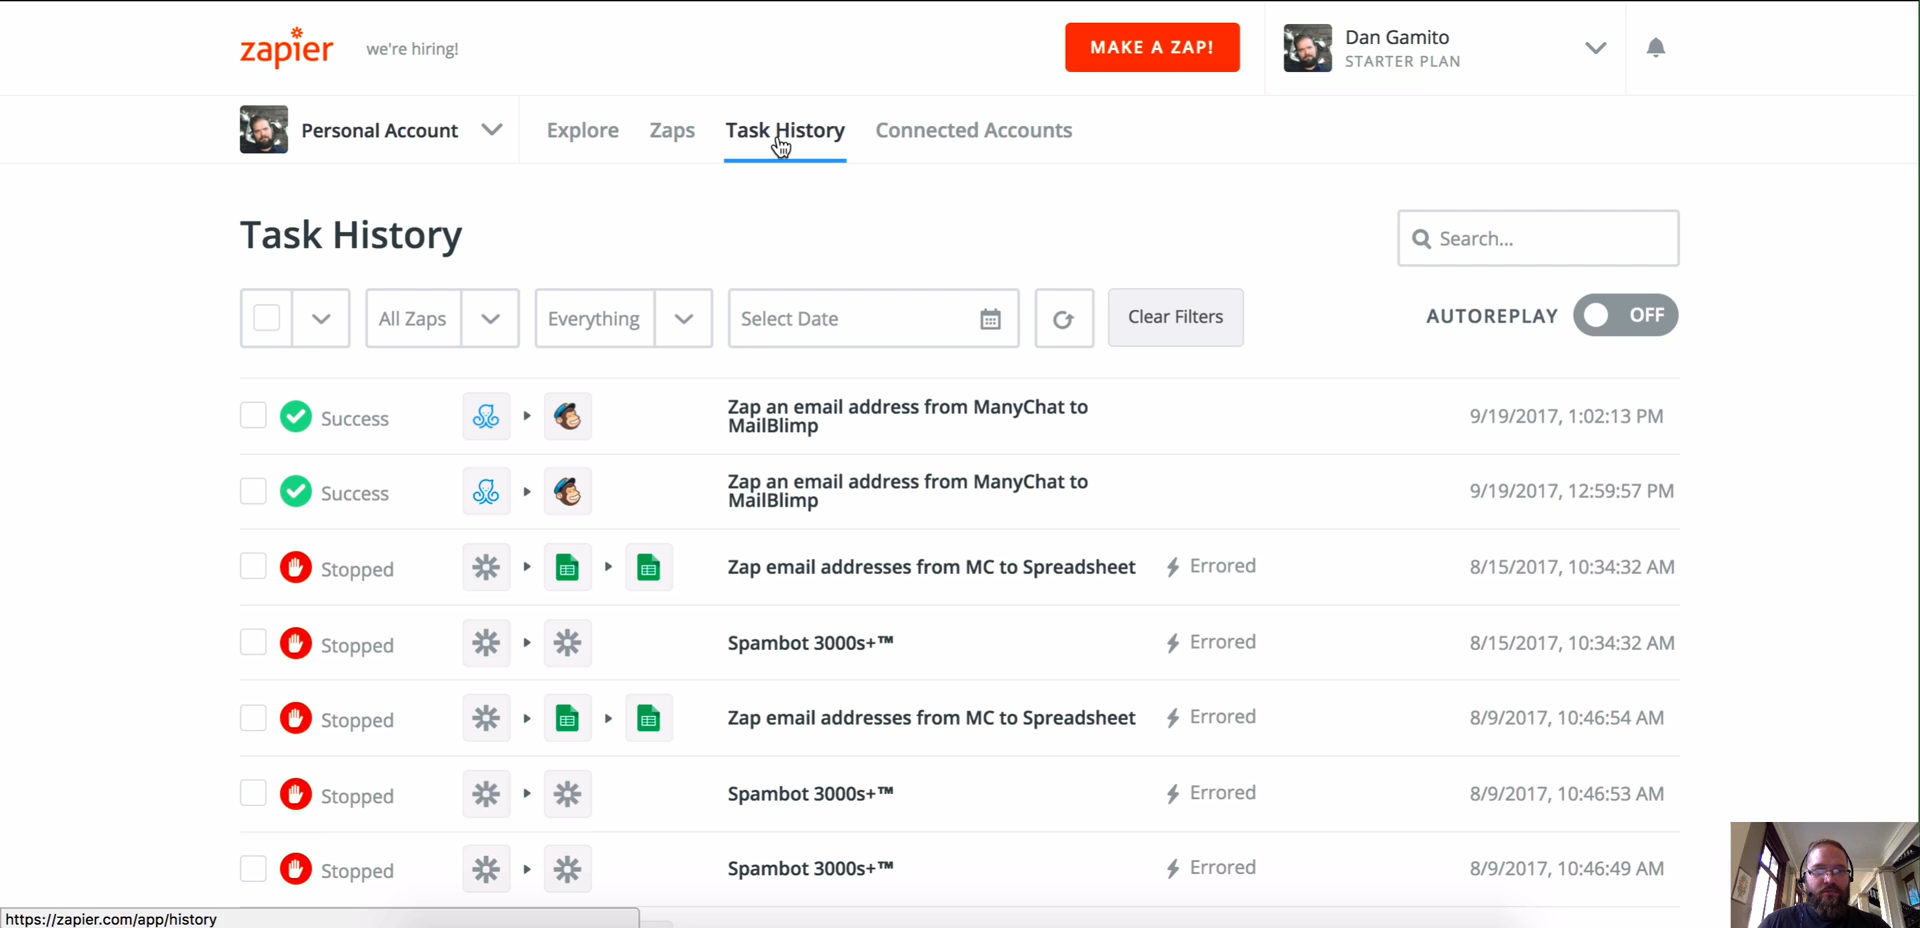 zapier we're hiring!
MAKE A ZAP!
Dan Gamito
STARTER PLAN
Personal Account
Explore Zaps Task History Connected Accounts
Task History
Search...
All Zaps Everything Select Date Clear Filters
AUTOREPLAY OFF
Success Zap an email address from ManyChat to
MailBlimp
9/19/2017, 1:02:13 PM
Success Zap an email address from ManyChat to
MailBlimp
9/19/2017, 12:59:57 PM
Stopped Zap email addresses from MC to Spreadsheet Errored 8/15/2017, 10:34:32 AM
Stopped Spambot 3000s+™ Errored 8/15/2017, 10:34:32 AM
Stopped Zap email addresses from MC to Spreadsheet Errored 8/9/2017, 10:46:54 AM
Stopped Spambot 3000s+™ Errored 8/9/2017, 10:46:53 AM
Stopped Spambot 3000s+™ Errored 8/9/2017, 10:46:49 AM
https://zapier.com/app/history